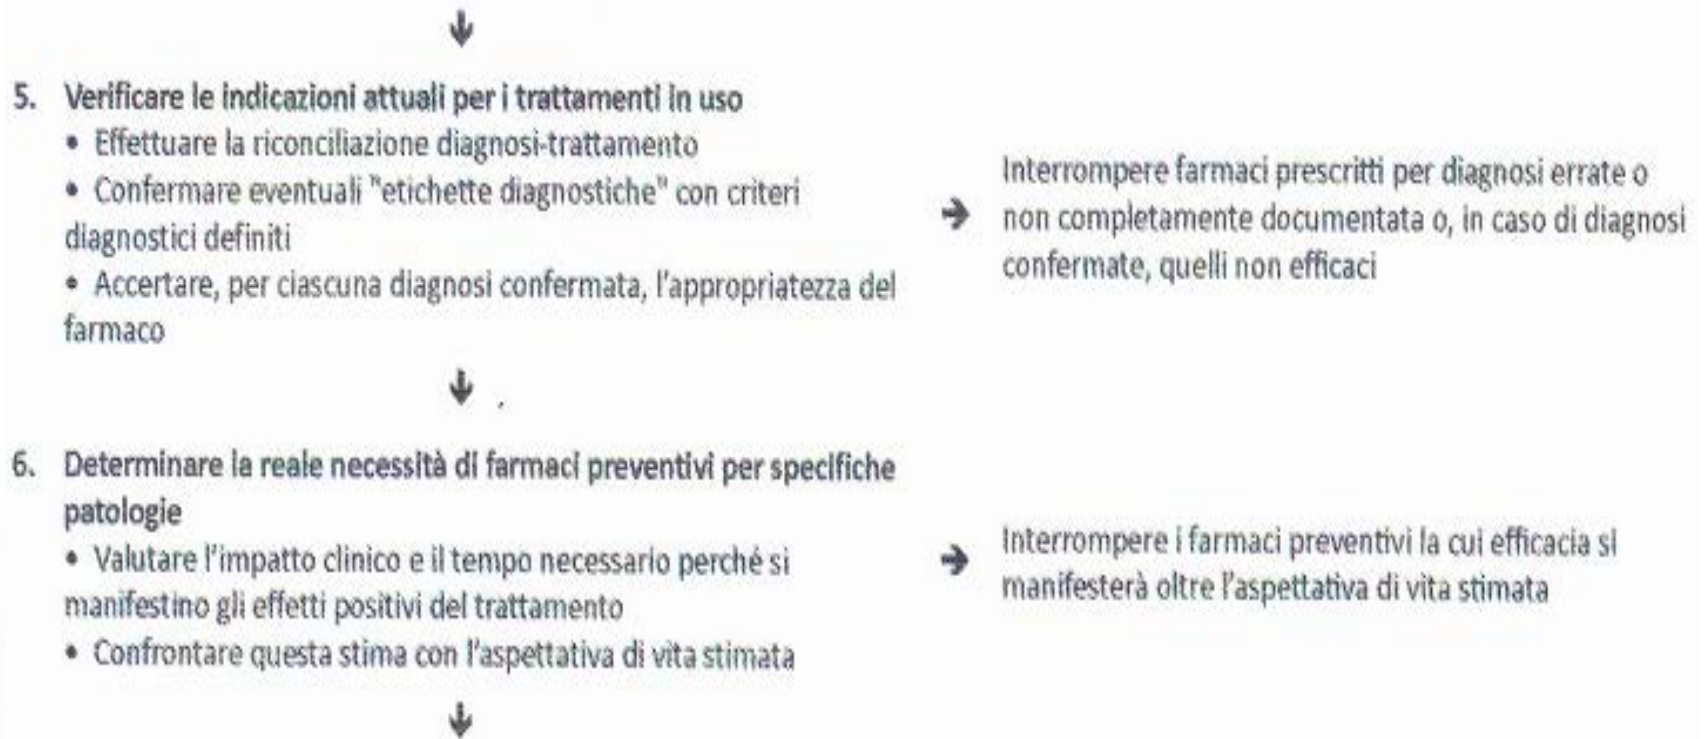 5. Verificare le indicazioni attuali per i trattamenti in uso
• Effettuare la riconciliazione diagnosi-trattamento
• Confermare eventuali "etichette diagnostiche" con criteri
diagnostici definiti
• Accertare, per ciascuna diagnosi confermata, l'appropriatezza del
farmaco
Interrompere farmaci prescritti per diagnosi errate o
non completamente documentata o, in caso di diagnosi
confermate, quelli non efficaci
6. Determinare la reale necessità di farmaci preventivi per specifiche
patologie
• Valutare l'impatto clinico e il tempo necessario perché si
manifestino gli effetti positivi del trattamento
• Confrontare questa stima con l'aspettativa di vita stimata
Interrompere i farmaci preventivi la cui efficacia si
manifesterà oltre l'aspettativa di vita stimata